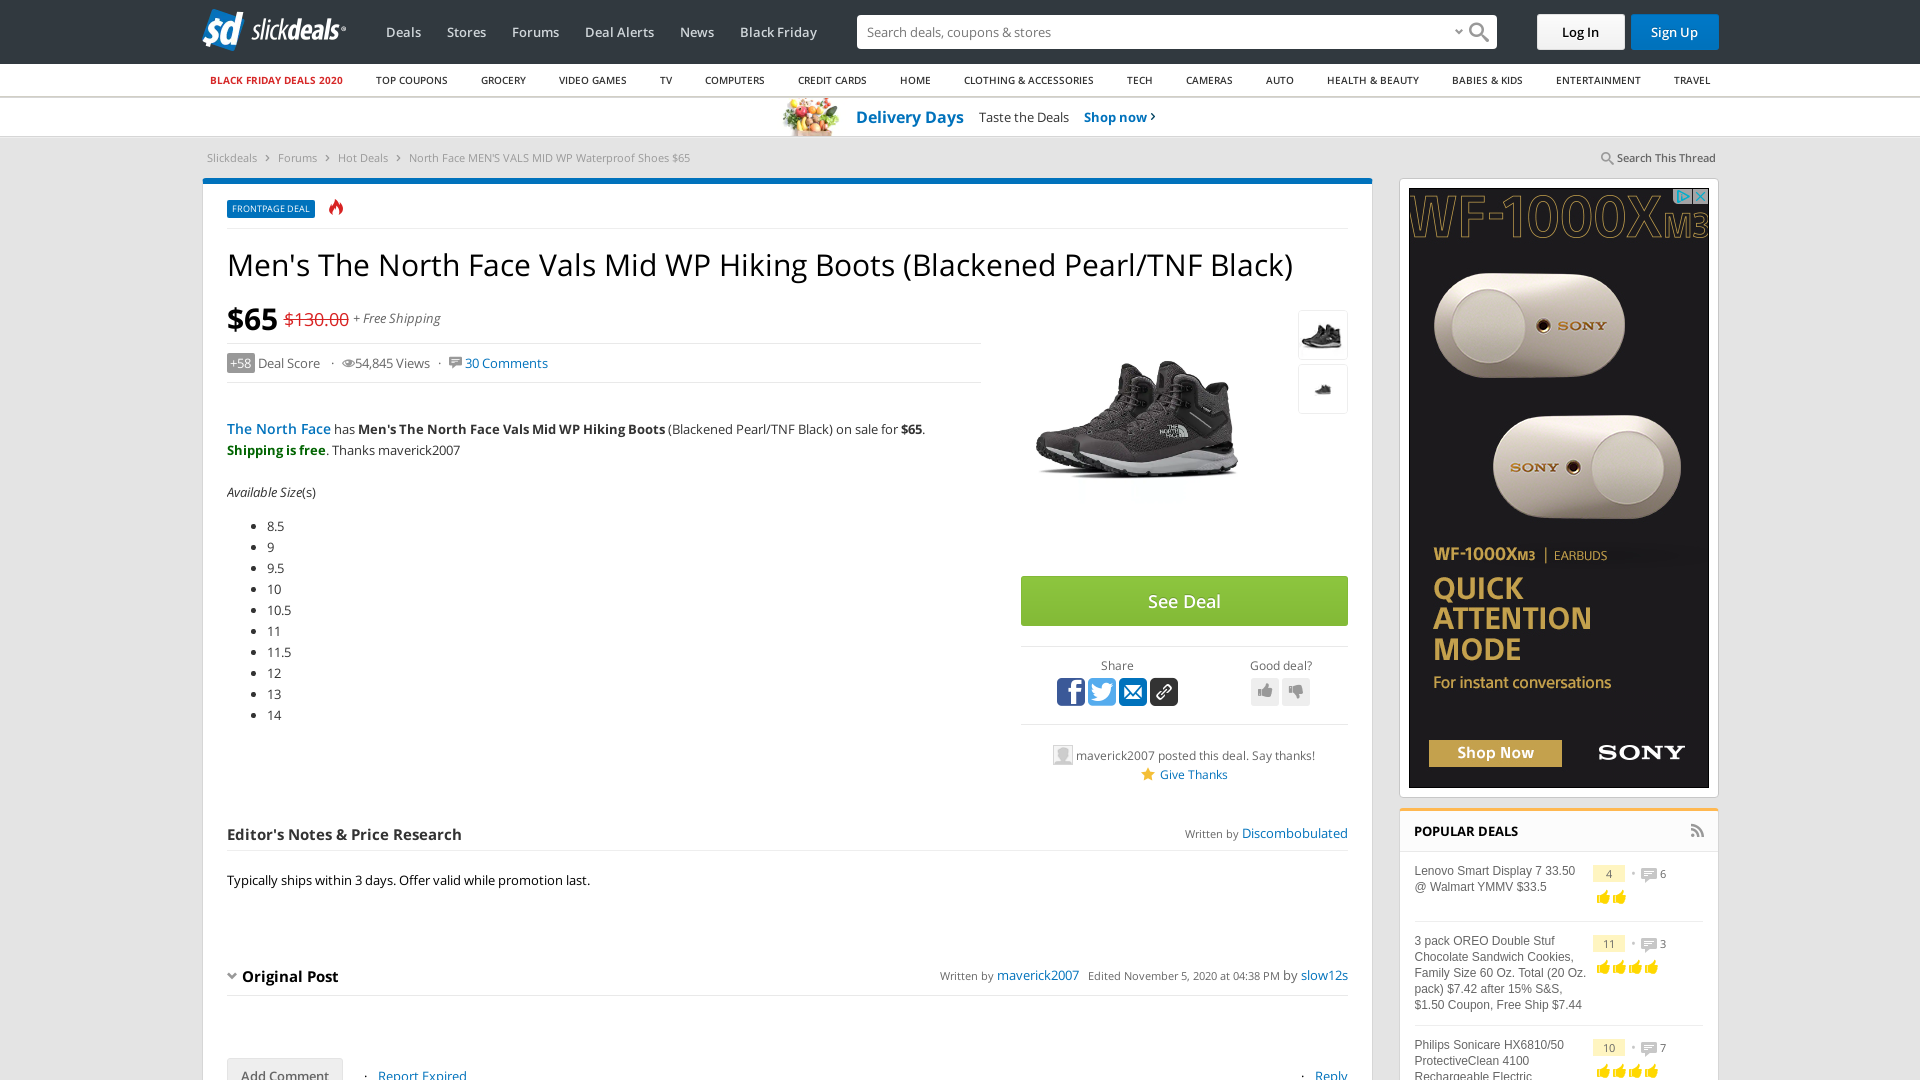 sd slickdeals
Deals Stores Forums Deal Alerts News Black Friday
Search deals, coupons & scores
Log In Sign Up
BLACK FRIDAY DEALS 2020 TOP COUPONS GROCERY VIDEO GAMES TV COMPUTERS CREDIT CARDS HOME CLOTHING & ACCESSORIES TECH CAMERAS AUTO HEALTH & BEAUTY BABIES & KIDS ENTERTAINMENT TRAVEL
Delivery Days Taste the Deals Shop now
Slickdeals Forums Hot Deals North Face MEN'S VALS MID WP Waterproof Shoes $65
Search This Thread
FRONTPAGE DEAL
Men's The North Face Vals Mid WP Hiking Boots (Blackened Pearl/TNF Black)
$65 $130.00 + Free Shipping
+58 Deal Score · 54,845 Views · 30 Comments
The North Face has Men's The North Face Vals Mid WP Hiking Boots (Blackened Pearl/TNF Black) on sale for $65.
Shipping is free. Thanks maverick2007
Available Size(s)
8.5
9
9.5
10
10.5
11
11.5
12
13
14
THE NORTH FACE
See Deal
Share
Good deal?
maverick2007 posted this deal. Say thanks!
Give Thanks
Editor's Notes & Price Research
Written by Discombobulated
Typically ships within 3 days. Offer valid while promotion last.
Original Post
Written by maverick2007 Edited November 5, 2020 at 04:38 PM by slow12s
Add Comment · Report Expired
· Reply
WF-1000XM3
SONY
SONY
WF-1000XM3 | EARBUDS
QUICK
ATTENTION
MODE
For instant conversations
Shop Now SONY
POPULAR DEALS
Lenovo Smart Display 7 33.50
@ Walmart YMMV $33.5
4 • 6
3 pack OREO Double Stuf
Chocolate Sandwich Cookies,
Family Size 60 Oz. Total (20 Oz.
pack) $7.42 after 15% S&S,
$1.50 Coupon, Free Ship $7.44
11 • 3
Philips Sonicare HX6810/50
ProtectiveClean 4100
Rechargeable Electric
10 • 7